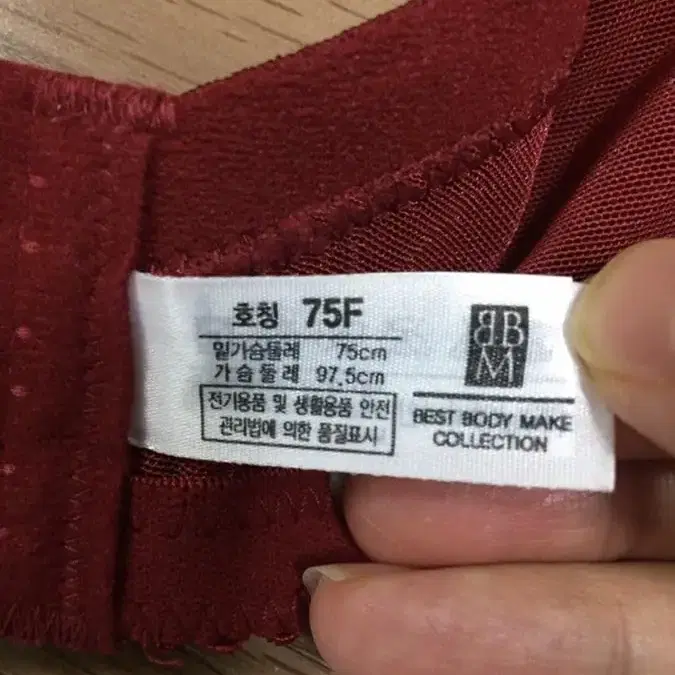 호칭 75F
밑가슴둘레 75cm
가슴둘레 97.5cm
전기용품 및 생활용품 안전
관리법에 의한 품질표시
BBM
BEST BODY MAKE
COLLECTION